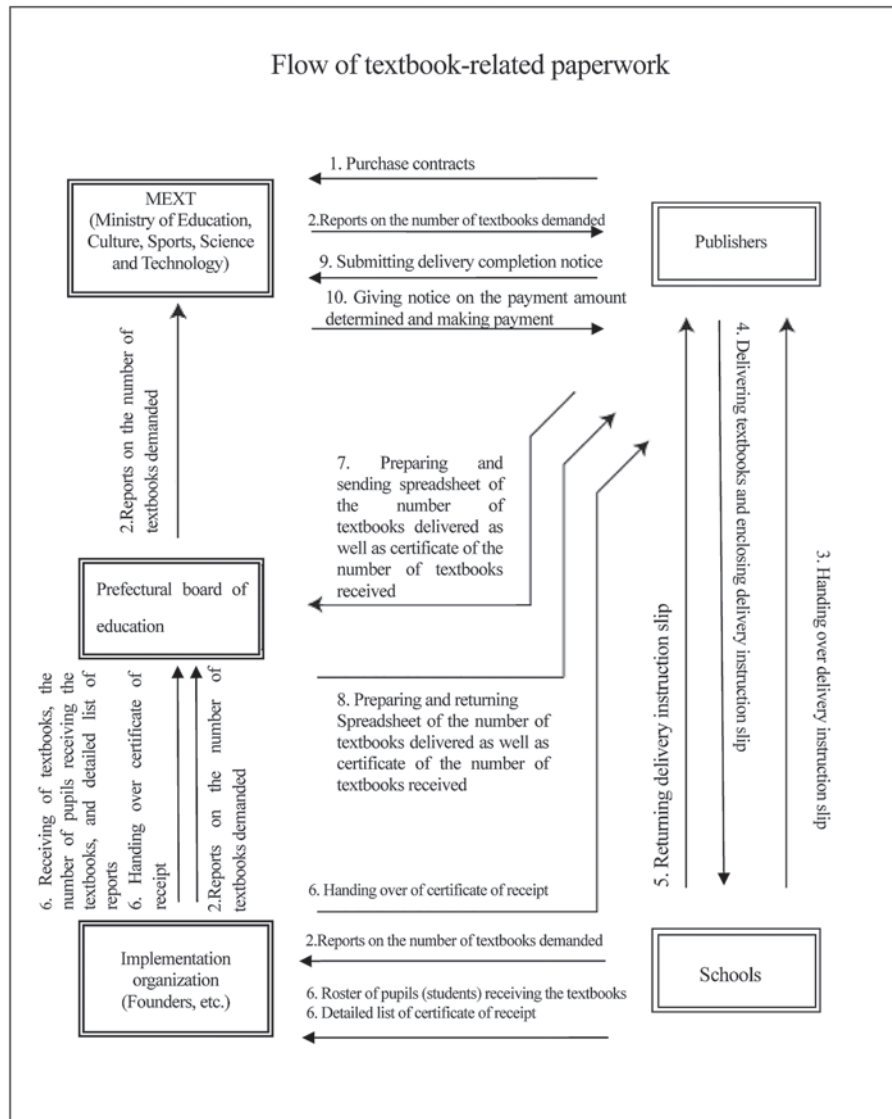 Flow of textbook-related paperwork
1. Purchase contracts
MEXT
(Ministry of Education,
Culture, Sports, Science
and Technology)
2.Reports on the number of textbooks demanded
Publishers
9. Submitting delivery completion notice
10. Giving notice on the payment amount
determined and making payment
2.Reports on the number of
textbooks demanded
7. Preparing and
sending spreadsheet of
the number of
textbooks delivered as
well as certificate of the
number of textbooks
received
4. Delivering textbooks and enclosing delivery
instruction slip
3. Handing over delivery
instruction slip
5. Returning delivery instruction slip
Prefectural board of
education
8. Preparing and returning
Spreadsheet of the number of
textbooks delivered as well as
certificate of the number of
textbooks received
6. Receiving of textbooks, the
number of pupils receiving the
textbooks, and detailed list of
reports
6. Handing over certificate of
receipt
2.Reports on the number of
textbooks demanded
6. Handing over of certificate of receipt
Implementation
organization
(Founders, etc.)
2.Reports on the number of textbooks demanded
6. Roster of pupils (students) receiving the textbooks
6. Detailed list of certificate of receipt
Schools